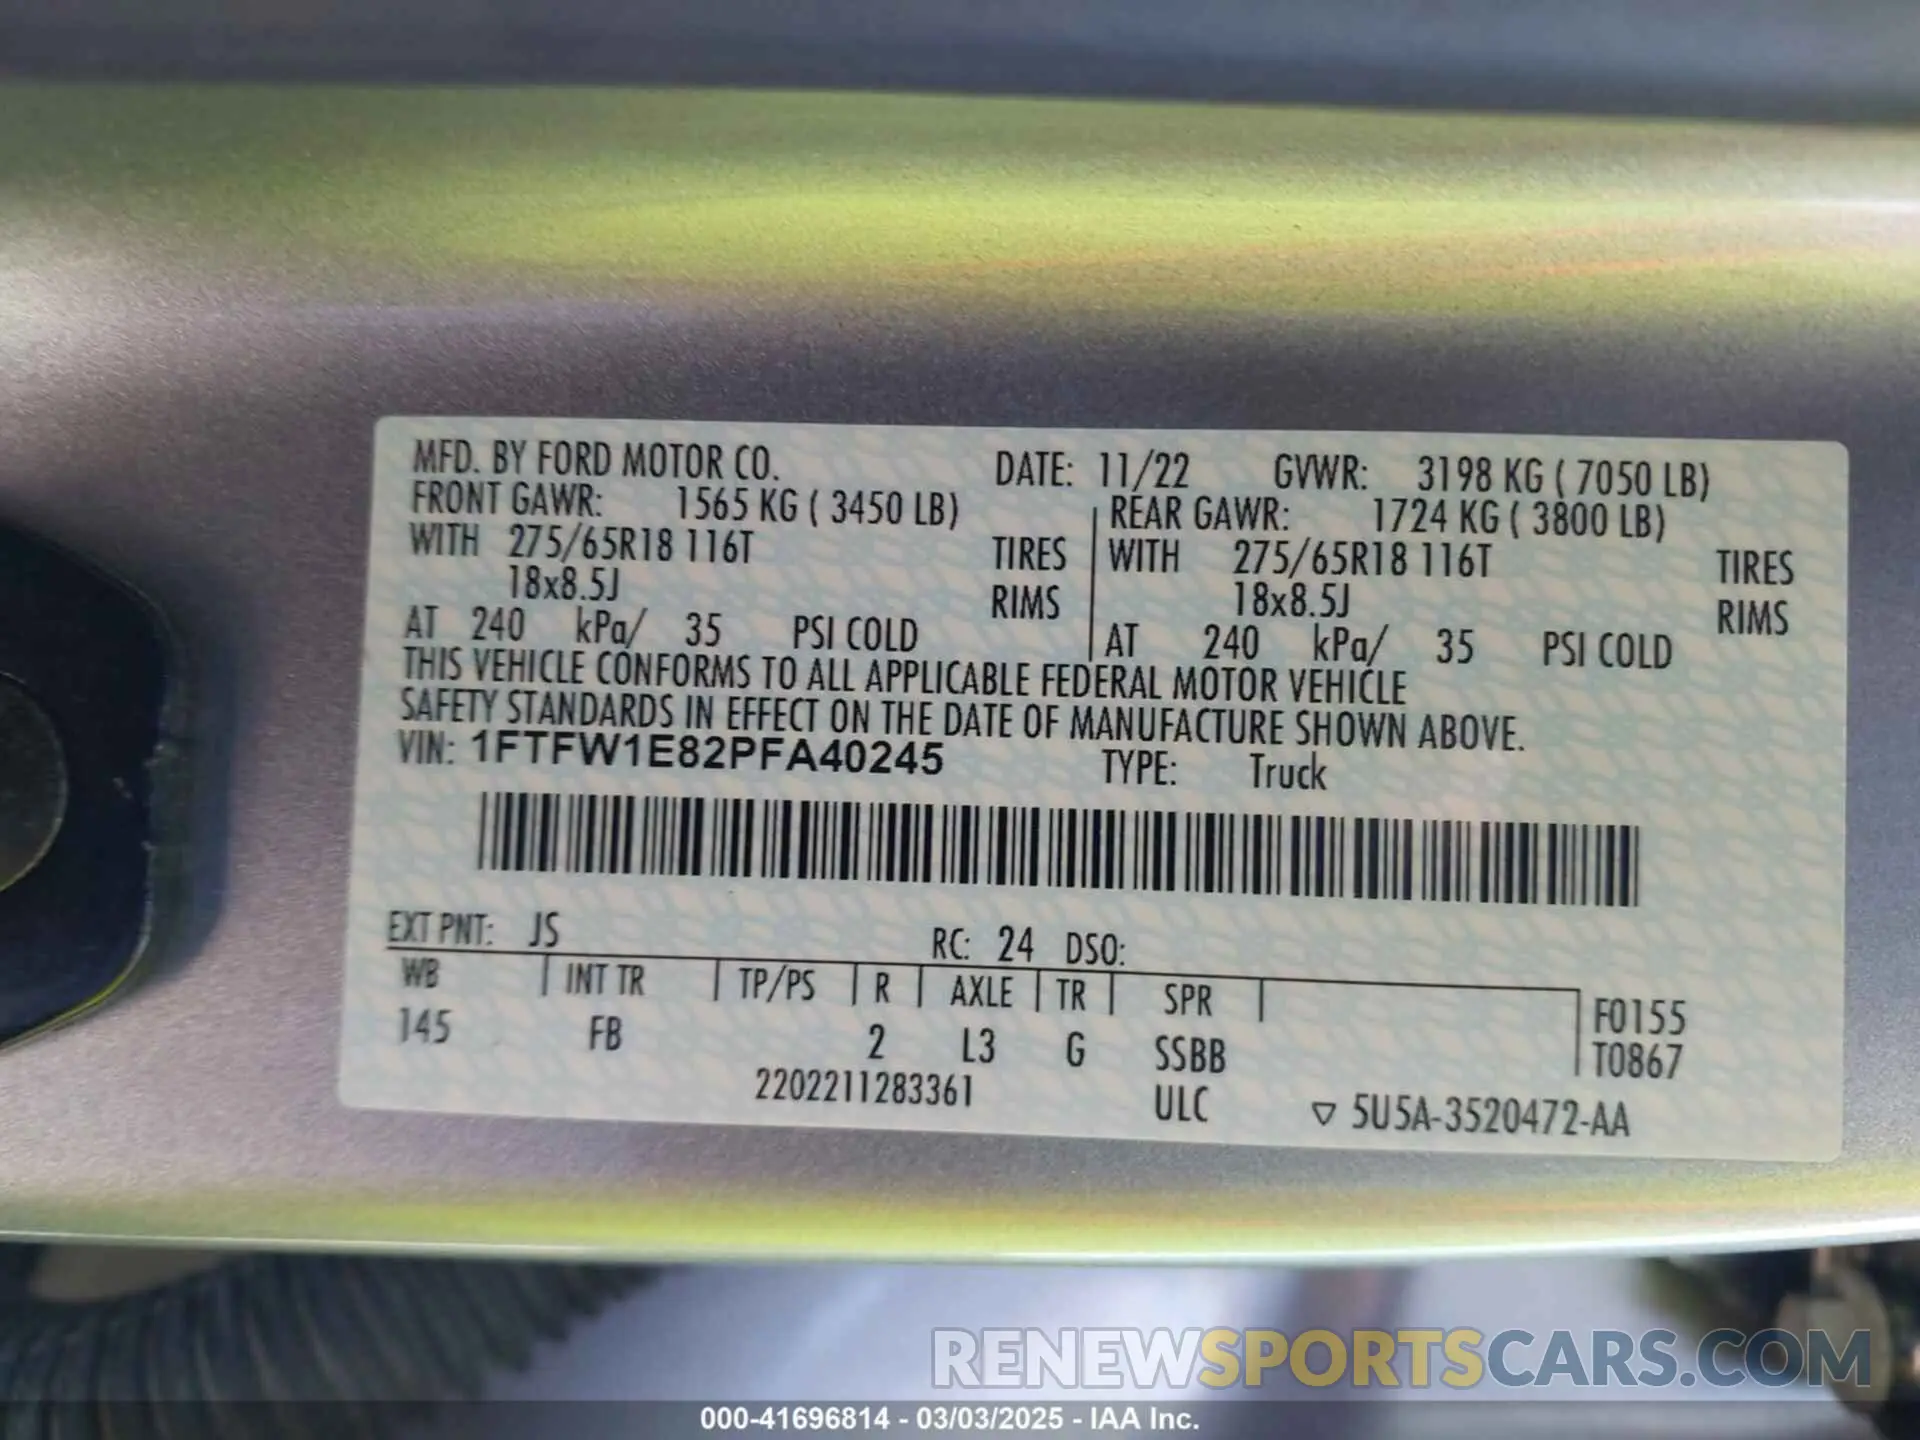 MFD. BY FORD MOTOR CO. DATE: 11/22 GVWR: 3198 KG ( 7050 LB)
FRONT GAWR: 1565 KG ( 3450 LB) REAR GAWR: 1724 KG ( 3800 LB)
WITH 275/65R18 116T TIRES WITH 275/65R18 116T TIRES
18x8.5J RIMS 18x8.5J RIMS
AT 240 kPa/ 35 PSI COLD AT 240 kPa/ 35 PSI COLD
THIS VEHICLE CONFORMS TO ALL APPLICABLE FEDERAL MOTOR VEHICLE
SAFETY STANDARDS IN EFFECT ON THE DATE OF MANUFACTURE SHOWN ABOVE.
VIN: 1FTFW1E82PFA40245 TYPE: Truck
EXT PNT: JS RC: 24 DSO:
WB INT TR TP/PS R AXLE TR SPR F0155
145 FB 2 L3 G SSBB T0867
2202211283361 ULC ▽ 5U5A-3520472-AA
RENEWSPORTSCARS.COM
000-41696814 - 03/03/2025 - IAA Inc.